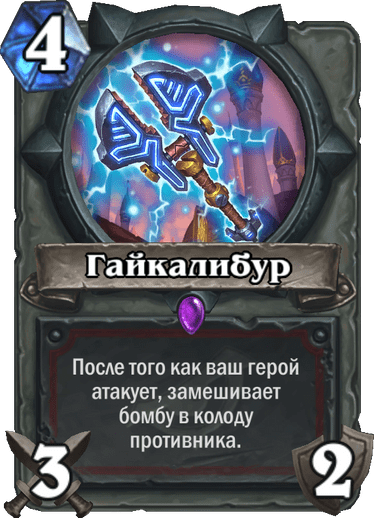 4
Гайкалибур
После того как ваш герой
атакует, замешивает
бомбу в колоду
противника.
3
2